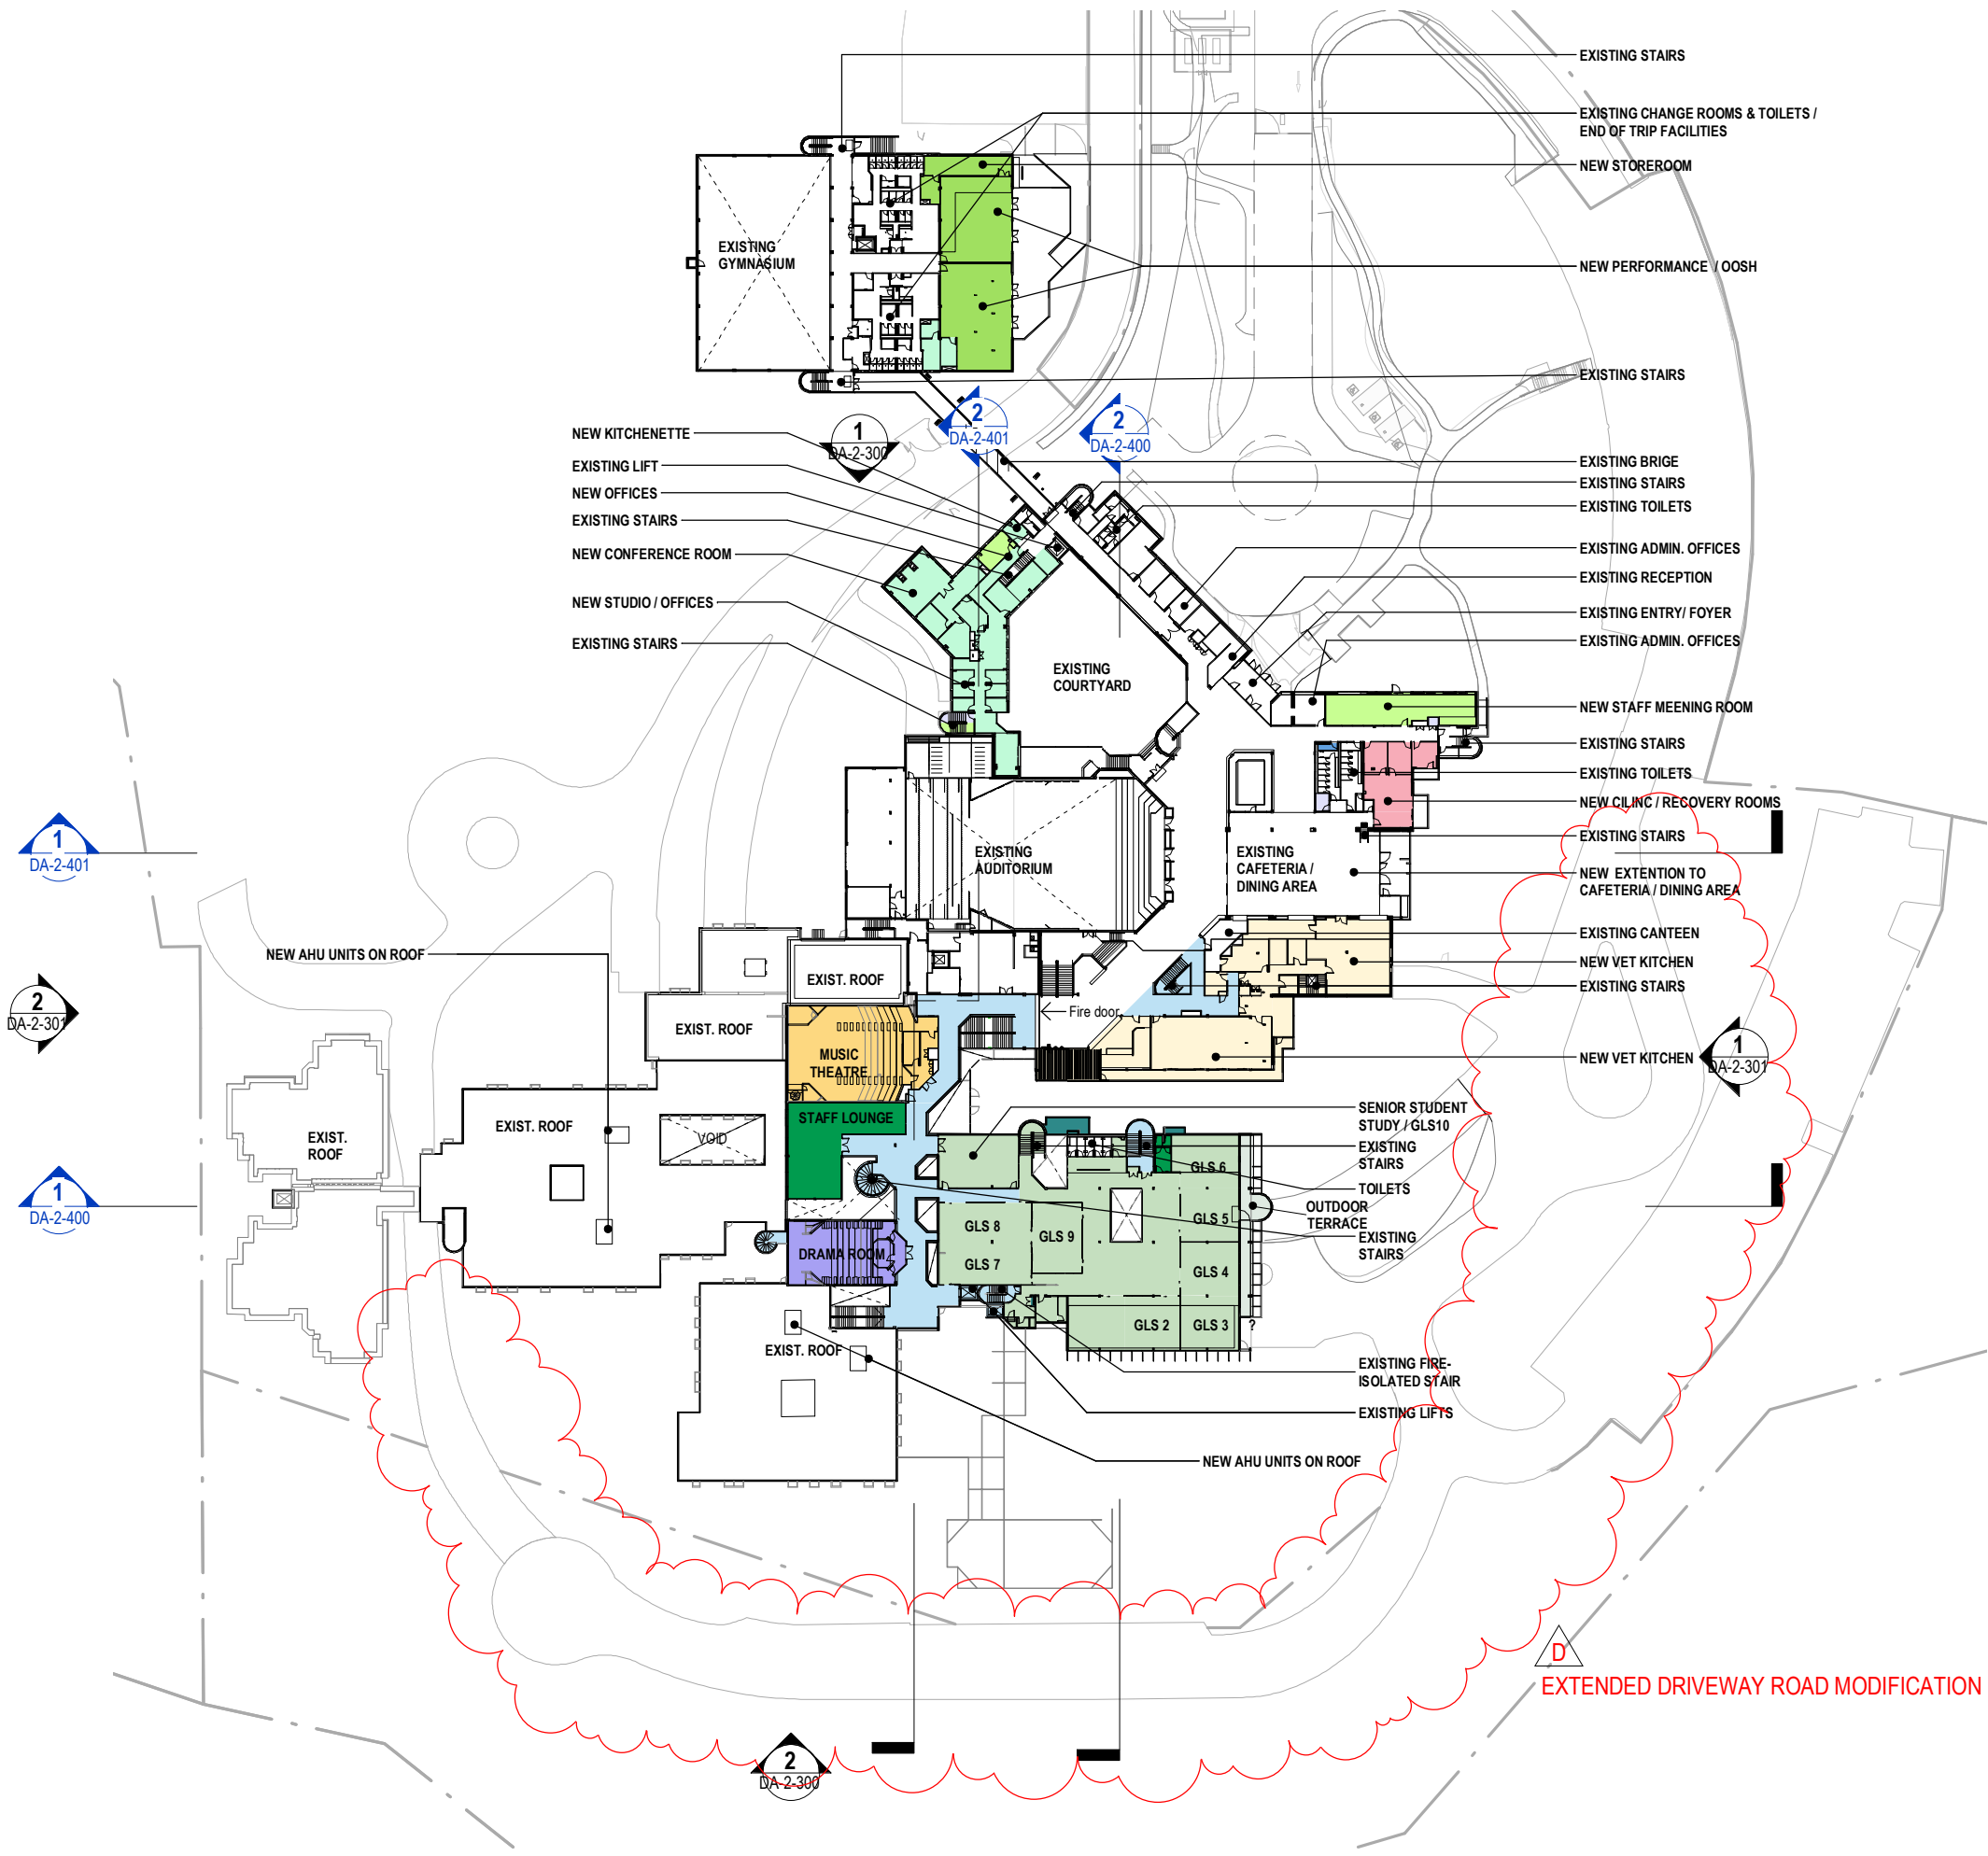 EXISTING STAIRS
EXISTING CHANGE ROOMS & TOILETS /
END OF TRIP FACILITIES
NEW STOREROOM
EXISTING
GYMNASIUM
NEW PERFORMANCE / OOSH
EXISTING STAIRS
2
DA-2-401
2
DA-2-400
1
DA-2-300
NEW KITCHENETTE
EXISTING LIFT
NEW OFFICES
EXISTING STAIRS
NEW CONFERENCE ROOM
NEW STUDIO / OFFICES
EXISTING STAIRS
EXISTING BRIGE
EXISTING STAIRS
EXISTING TOILETS
EXISTING ADMIN. OFFICES
EXISTING RECEPTION
EXISTING ENTRY/ FOYER
EXISTING ADMIN. OFFICES
EXISTING
COURTYARD
NEW STAFF MEENING ROOM
EXISTING STAIRS
EXISTING TOILETS
NEW CILINC / RECOVERY ROOMS
EXISTING STAIRS
NEW  EXTENTION TO
CAFETERIA / DINING AREA
1
DA-2-401
EXISTING
AUDITORIUM
EXISTING
CAFETERIA /
DINING AREA
EXISTING CANTEEN
NEW VET KITCHEN
EXISTING STAIRS
NEW AHU UNITS ON ROOF
EXIST. ROOF
2
DA-2-301
EXIST. ROOF
Fire door
MUSIC
THEATRE
NEW VET KITCHEN
1
DA-2-301
EXIST.
ROOF
EXIST. ROOF
VOID
STAFF LOUNGE
SENIOR STUDENT
STUDY / GLS10
EXISTING
STAIRS
TOILETS
OUTDOOR
TERRACE
EXISTING
STAIRS
1
DA-2-400
GLS 6
GLS 5
GLS 8
GLS 9
GLS 7
GLS 4
DRAMA ROOM
GLS 2
GLS 3
?
EXIST. ROOF
EXISTING FIRE-
ISOLATED STAIR
EXISTING LIFTS
NEW AHU UNITS ON ROOF
D
EXTENDED DRIVEWAY ROAD MODIFICATION
2
DA-2-300